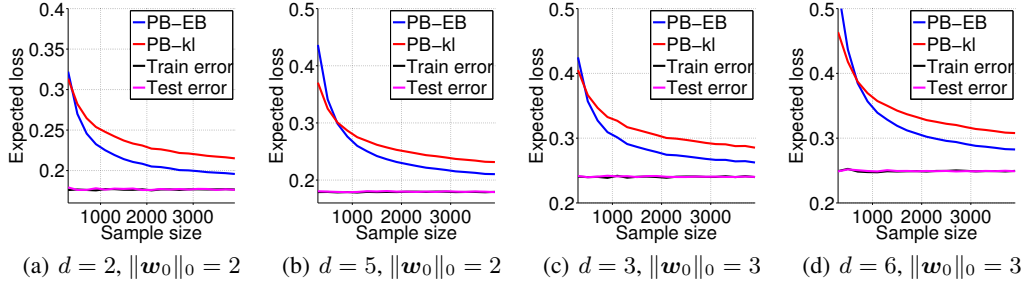 Expected loss
0.4
0.35
0.3
0.25
0.2
PB−EB
PB−kl
Train error
Test error
1000 2000 3000
Sample size
(a) d = 2, ‖w₀‖₀ = 2
Expected loss
0.5
0.4
0.3
0.2
PB−EB
PB−kl
Train error
Test error
1000 2000 3000
Sample size
(b) d = 5, ‖w₀‖₀ = 2
Expected loss
0.5
0.4
0.3
0.2
PB−EB
PB−kl
Train error
Test error
1000 2000 3000
Sample size
(c) d = 3, ‖w₀‖₀ = 3
Expected loss
0.5
0.4
0.3
0.2
PB−EB
PB−kl
Train error
Test error
1000 2000 3000
Sample size
(d) d = 6, ‖w₀‖₀ = 3